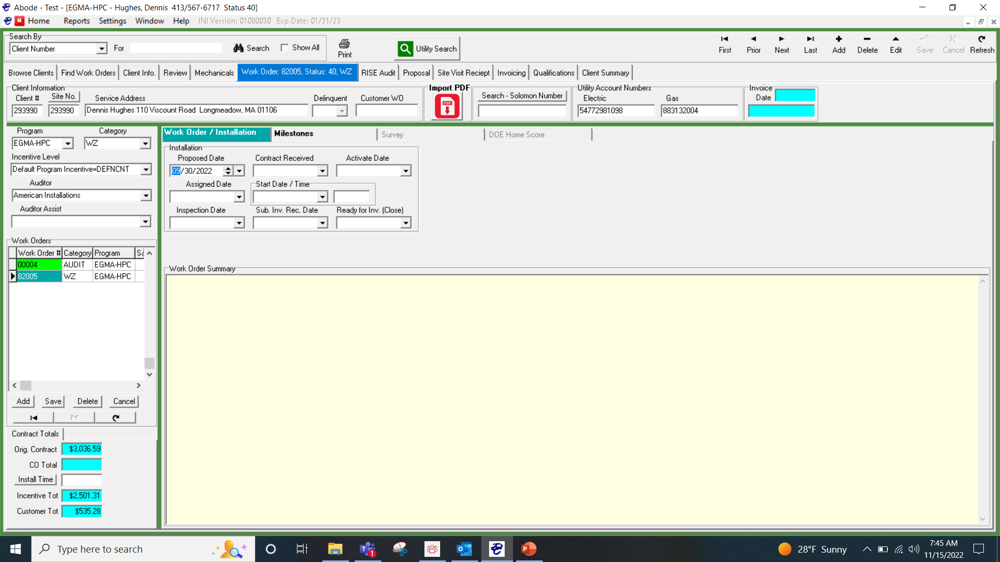 Abode - Test - [EGMA-HPC - Hughes, Dennis  413/567-6717  Status 40]
Home Reports Settings Window Help INI Version: 01080030 Exp.Date: 01/31/23
Search By
Client Number For Search Show All Print Utility Search First Prior Next Last Add Delete Edit Save Cancel Refresh
Browse Clients Find Work Orders Client Info. Review Mechanicals Work Order: 82005, Status: 40, WZ RISE Audit Proposal Site Visit Reciept Invoicing Qualifications Client Summary
Client Information Import PDF Utility Account Numbers Invoice
Client # Site No. Service Address Delinquent Customer WO Search - Solomon Number Electric Gas Date
293990 293990 Dennis Hughes 110 Viscount Road  Longmeadow, MA 01106 54772981098 883132004
Program Category
EGMA-HPC WZ
Incentive Level
Default Program Incentive=DEFNCNT
Auditor
American Installations
Auditor Assist
Work Orders
Work Order # Category Program
00004 AUDIT EGMA-HPC
82005 WZ EGMA-HPC
Add Save Delete Cancel
Contract Totals
Orig. Contract $3,036.59
CO Total
Install Time
Incentive Tot $2,501.31
Customer Tot $535.28
Work Order / Installation Milestones Survey DOE Home Score
Installation
Proposed Date Contract Received Activate Date
09/30/2022
Assigned Date Start Date / Time
Inspection Date Sub. Inv. Rec. Date Ready for Inv. (Close)
Work Order Summary
Type here to search 1 28°F Sunny 7:45 AM
11/15/2022